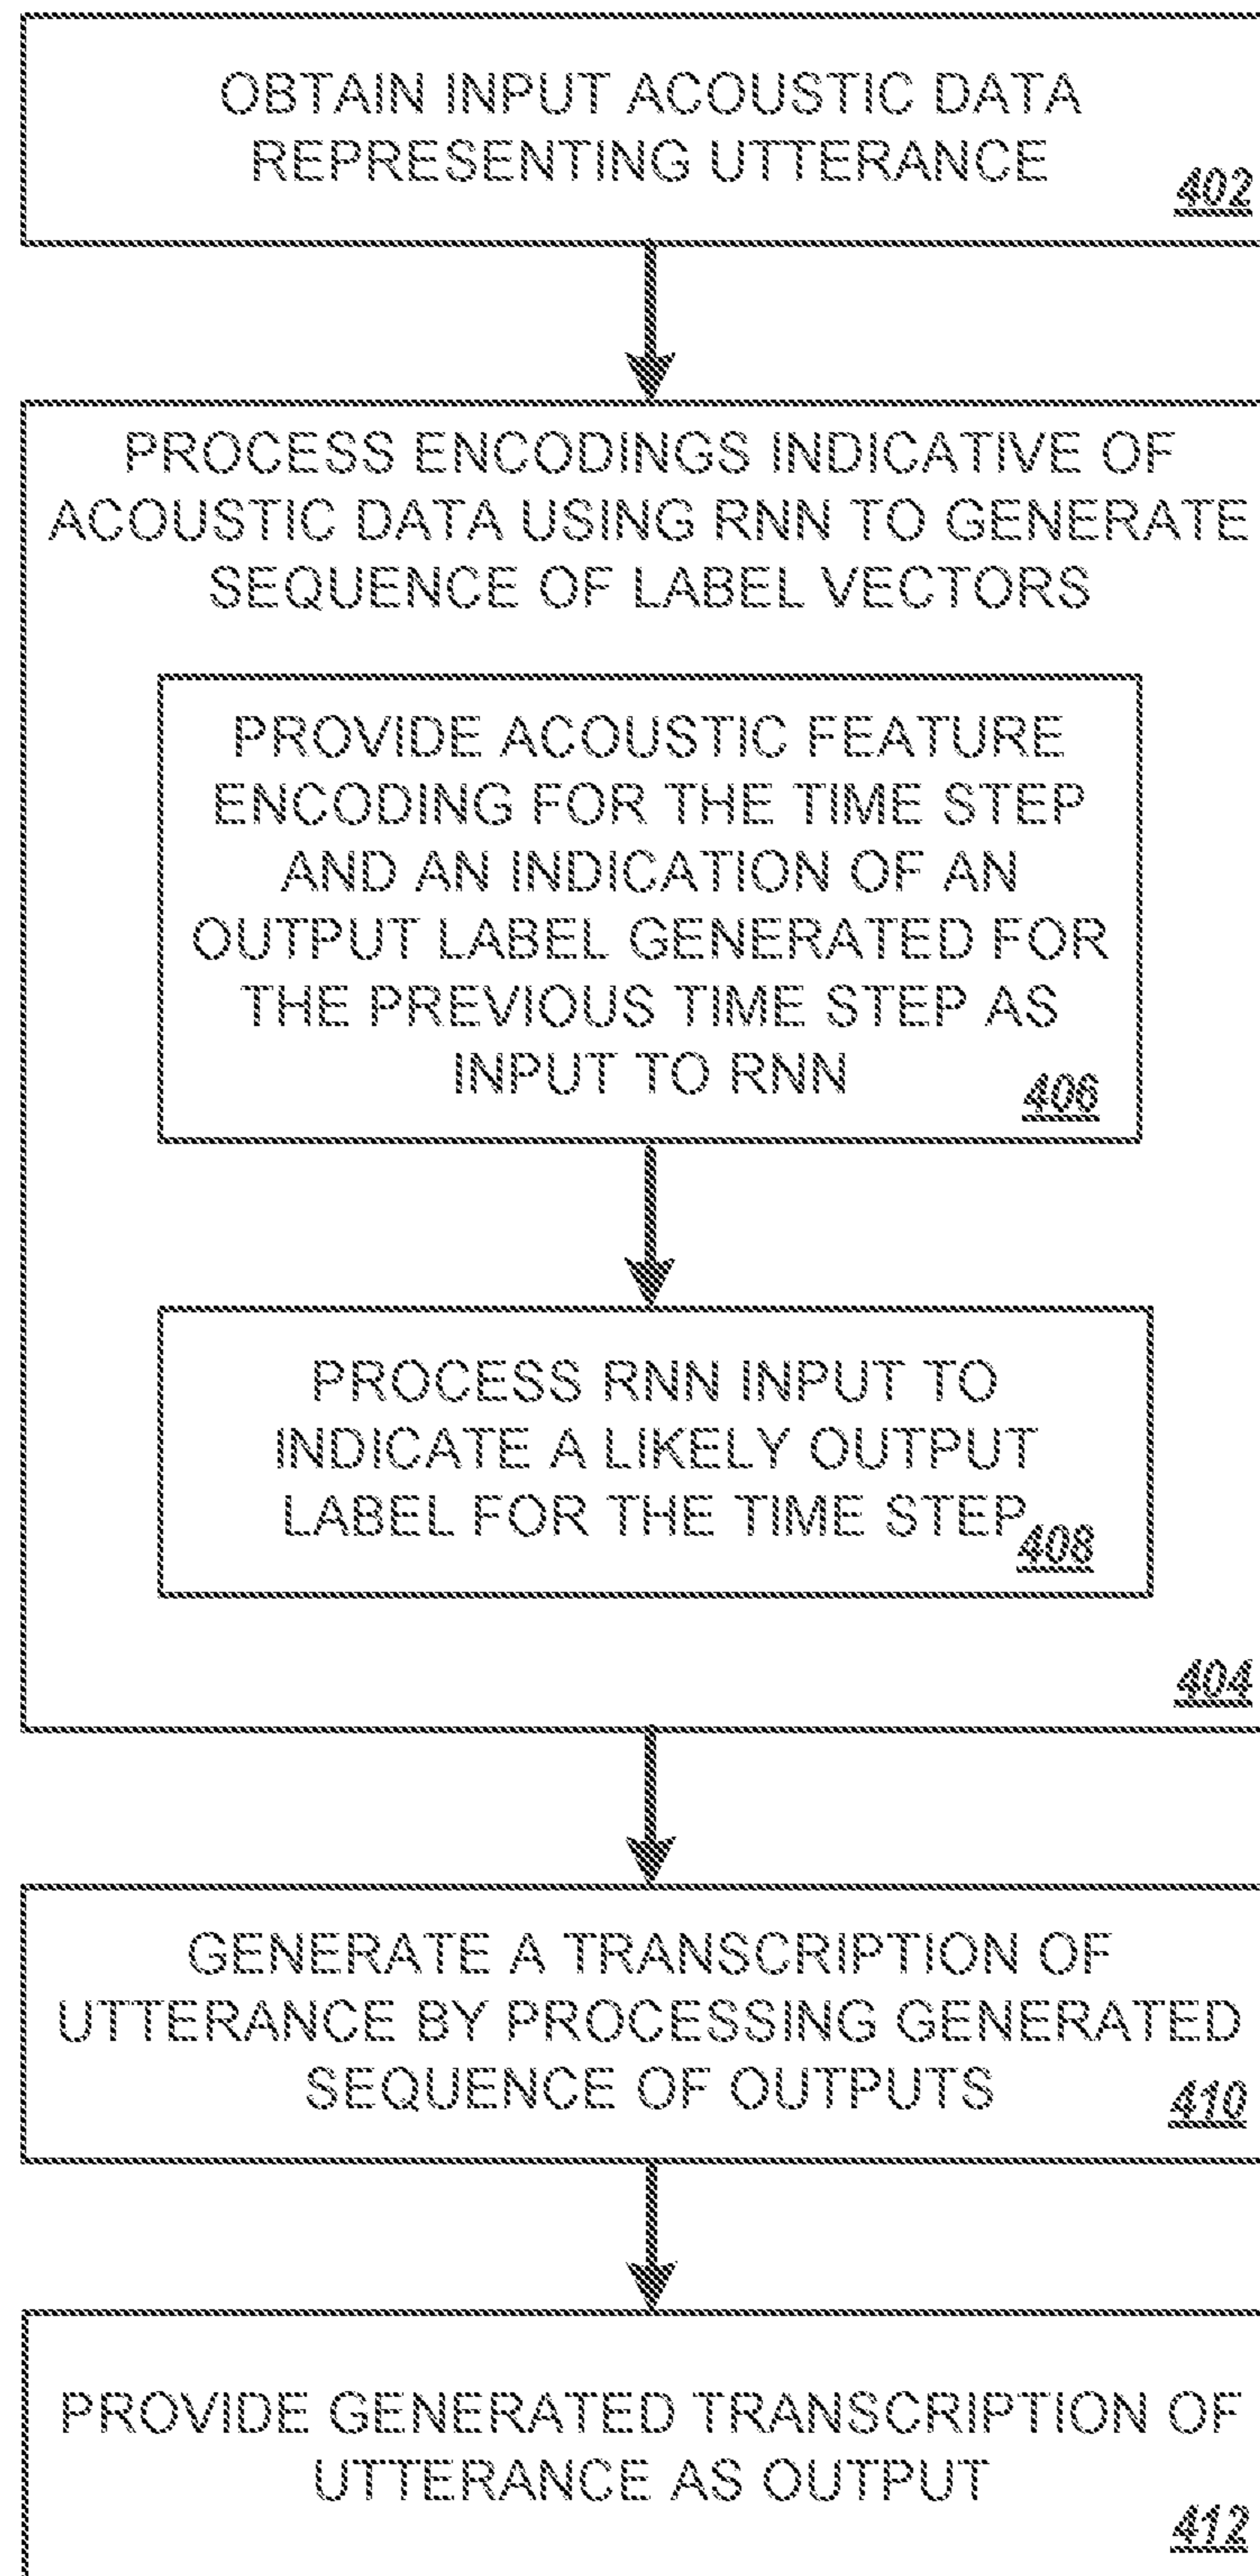 OBTAIN INPUT ACOUSTIC DATA
REPRESENTING UTTERANCE
402
PROCESS ENCODINGS INDICATIVE OF
ACOUSTIC DATA USING RNN TO GENERATE
SEQUENCE OF LABEL VECTORS
PROVIDE ACOUSTIC FEATURE
ENCODING FOR THE TIME STEP
AND AN INDICATION OF AN
OUTPUT LABEL GENERATED FOR
THE PREVIOUS TIME STEP AS
INPUT TO RNN
406
PROCESS RNN INPUT TO
INDICATE A LIKELY OUTPUT
LABEL FOR THE TIME STEP
408
404
GENERATE A TRANSCRIPTION OF
UTTERANCE BY PROCESSING GENERATED
SEQUENCE OF OUTPUTS
410
PROVIDE GENERATED TRANSCRIPTION OF
UTTERANCE AS OUTPUT
412